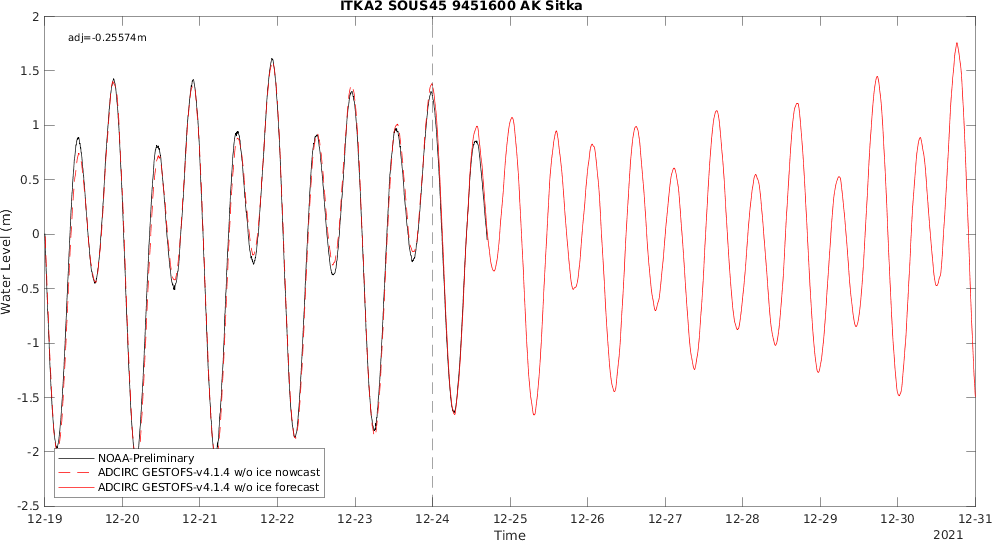 ITKA2 SOUS45 9451600 AK Sitka
adj=-0.25574m
2
1.5
1
0.5
0
-0.5
-1
-1.5
-2
-2.5
Water Level (m)
NOAA-Preliminary
ADCIRC GESTOFS-v4.1.4 w/o ice nowcast
ADCIRC GESTOFS-v4.1.4 w/o ice forecast
12-19 12-20 12-21 12-22 12-23 12-24 12-25 12-26 12-27 12-28 12-29 12-30 12-31
Time
2021